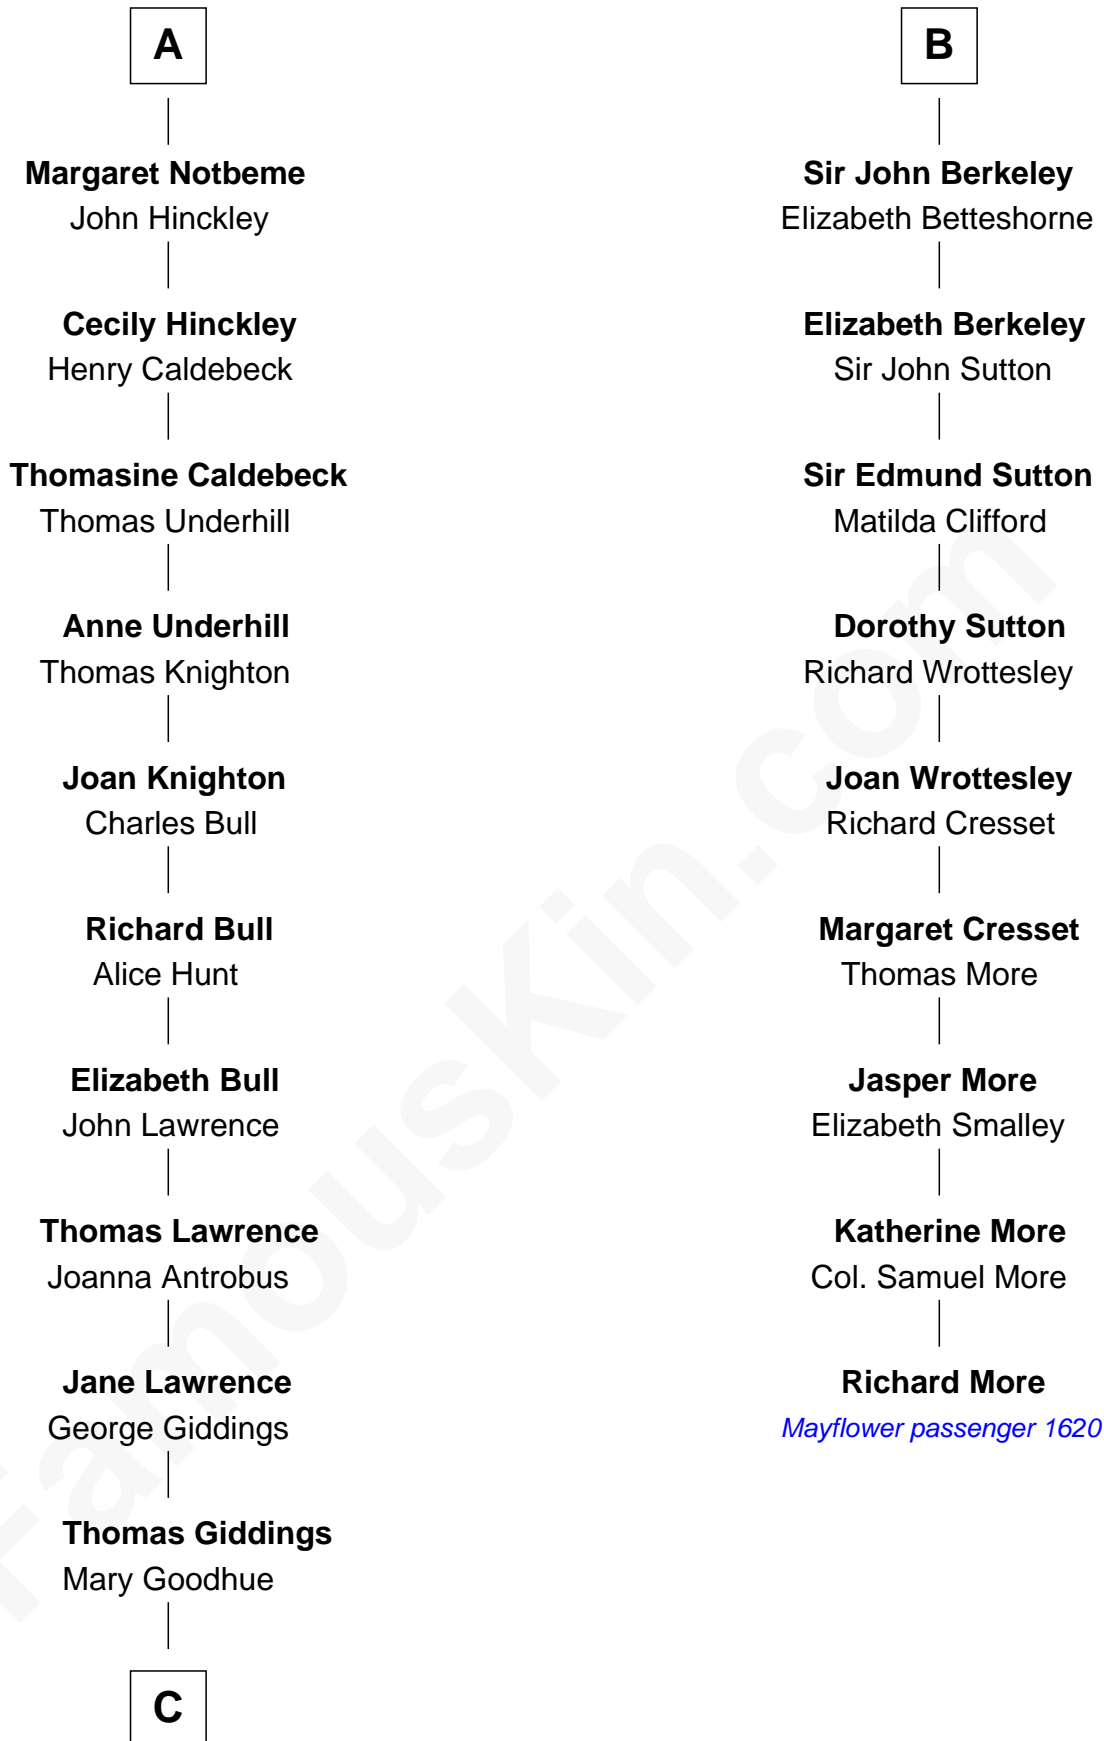 A
Margaret Notbeme
John Hinckley
Cecily Hinckley
Henry Caldebeck
Thomasine Caldebeck
Thomas Underhill
Anne Underhill
Thomas Knighton
Joan Knighton
Charles Bull
Richard Bull
Alice Hunt
Elizabeth Bull
John Lawrence
Thomas Lawrence
Joanna Antrobus
Jane Lawrence
George Giddings
Thomas Giddings
Mary Goodhue
C
B
Sir John Berkeley
Elizabeth Betteshorne
Elizabeth Berkeley
Sir John Sutton
Sir Edmund Sutton
Matilda Clifford
Dorothy Sutton
Richard Wrottesley
Joan Wrottesley
Richard Cresset
Margaret Cresset
Thomas More
Jasper More
Elizabeth Smalley
Katherine More
Col. Samuel More
Richard More
Mayflower passenger 1620
FamousKin.com